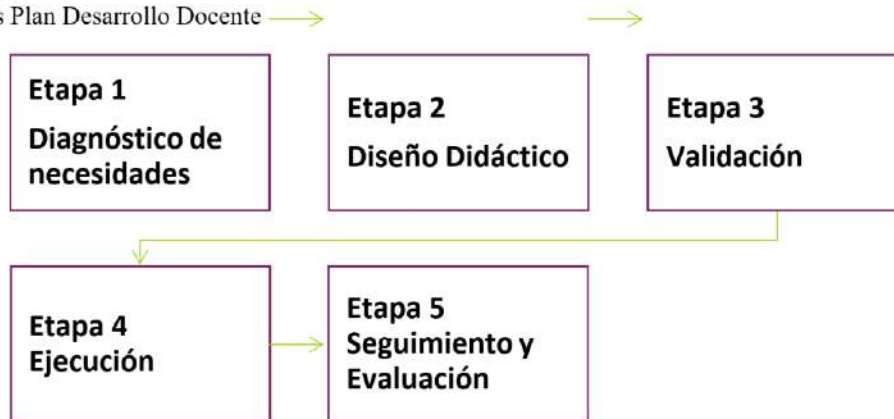 s Plan Desarrollo Docente
Etapa 1
Diagnóstico de
necesidades
Etapa 2
Diseño Didáctico
Etapa 3
Validación
Etapa 4
Ejecución
Etapa 5
Seguimiento y
Evaluación